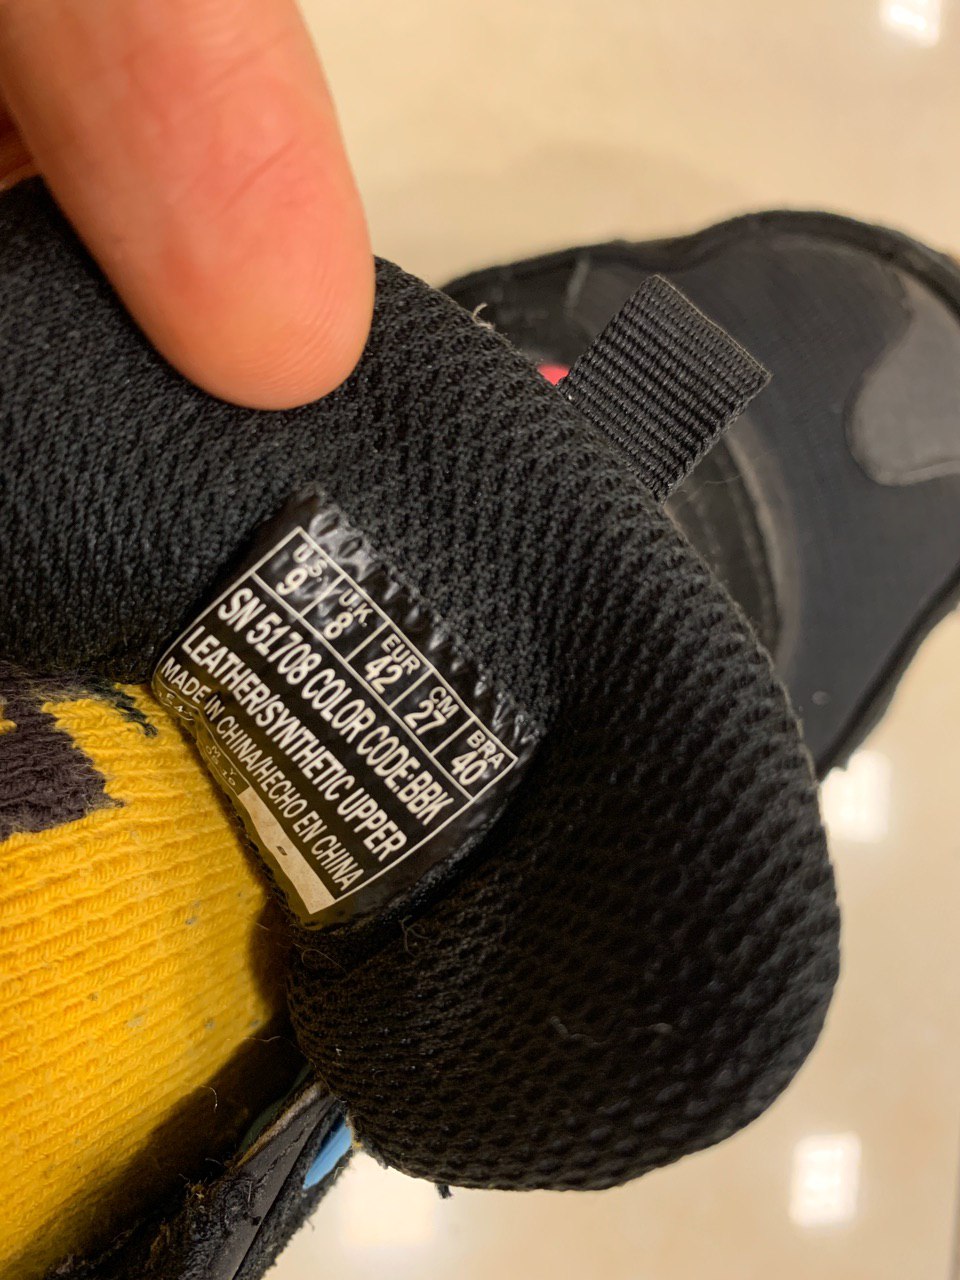 U.S. U.K. EUR CM BRA
9 8 42 27 40
SN 51708 COLOR CODE:BBK
LEATHER/SYNTHETIC UPPER
MADE IN CHINA/HECHO EN CHINA